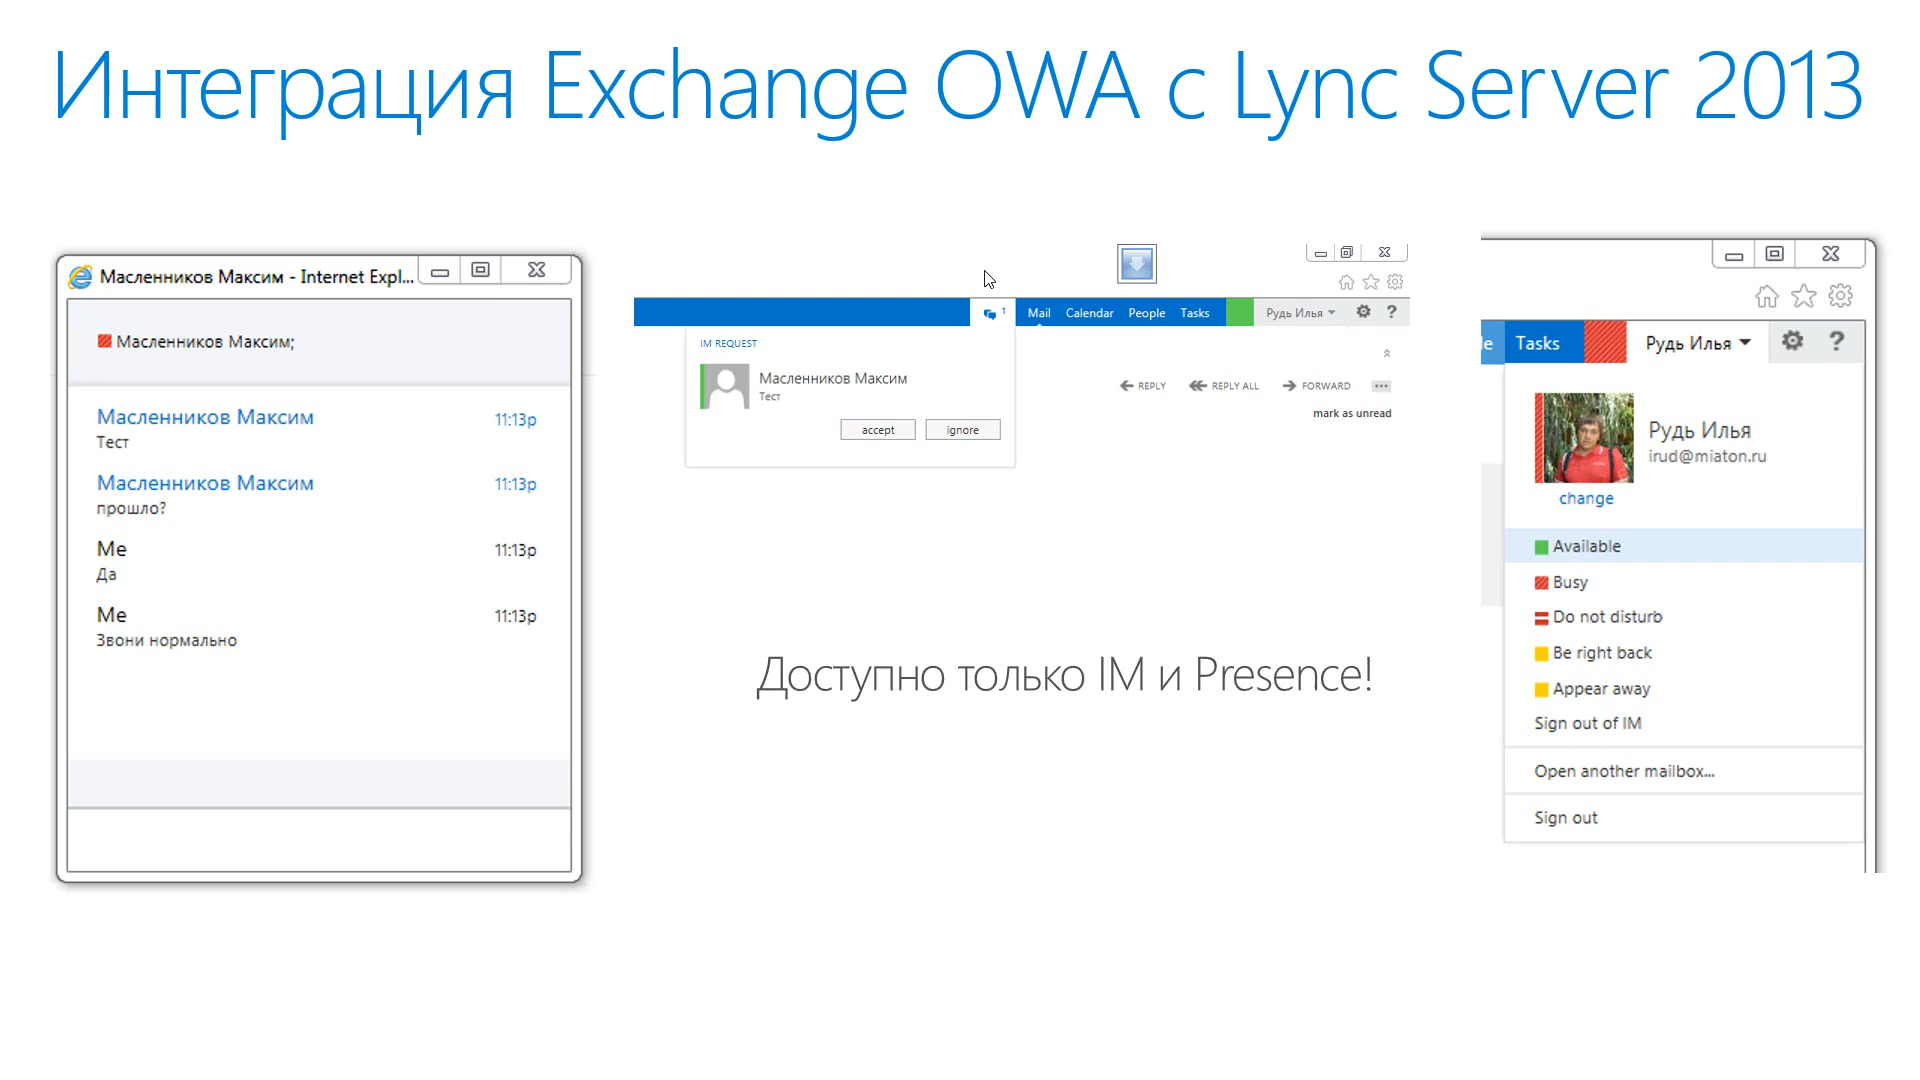 Интеграция Exchange OWA с Lync Server 2013
Масленников Максим - Internet Expl...
Масленников Максим;
Масленников Максим 11:13p
Тест
Масленников Максим 11:13p
прошло?
Me 11:13p
Да
Me 11:13p
Звони нормально
1 Mail Calendar People Tasks Рудь Илья ?
IM REQUEST
Масленников Максим
Тест
accept ignore
REPLY REPLY ALL FORWARD ...
mark as unread
Доступно только IM и Presence!
le Tasks Рудь Илья ?
Рудь Илья
irud@miaton.ru
change
Available
Busy
Do not disturb
Be right back
Appear away
Sign out of IM
Open another mailbox...
Sign out